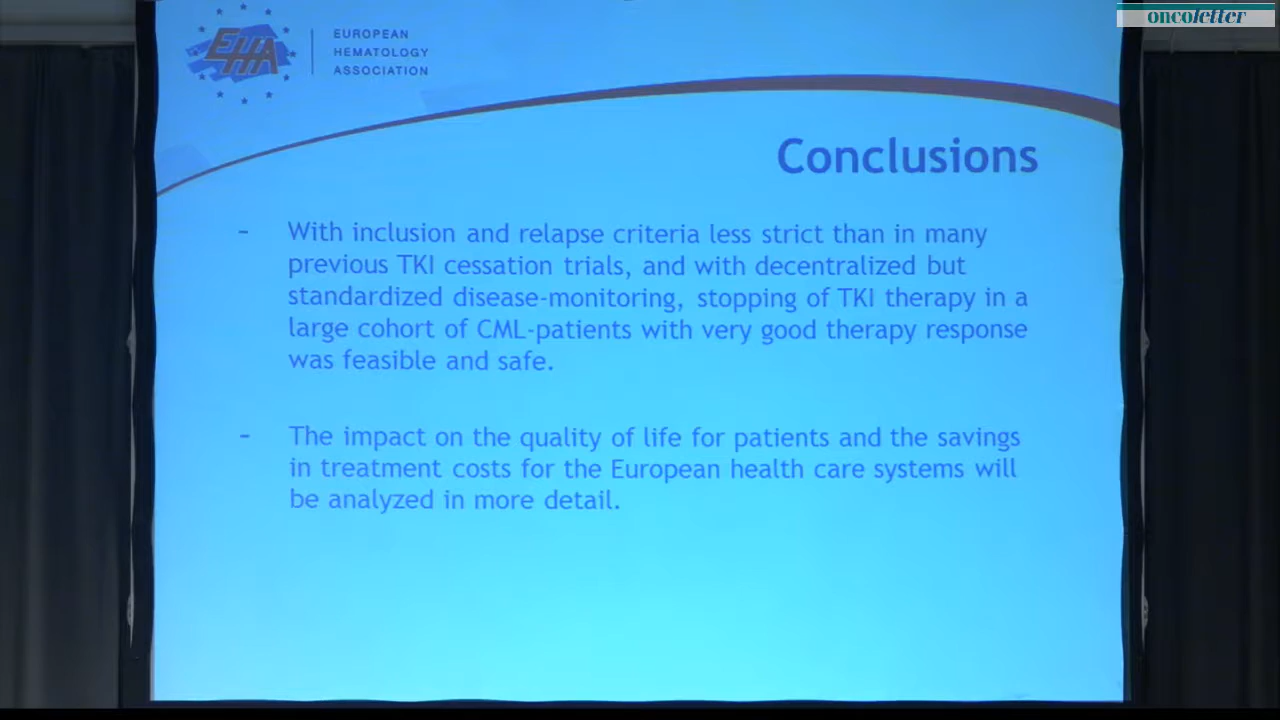 oncoletter
EHA
EUROPEAN
HEMATOLOGY
ASSOCIATION
Conclusions
- With inclusion and relapse criteria less strict than in many
previous TKI cessation trials, and with decentralized but
standardized disease-monitoring, stopping of TKI therapy in a
large cohort of CML-patients with very good therapy response
was feasible and safe.
- The impact on the quality of life for patients and the savings
in treatment costs for the European health care systems will
be analyzed in more detail.